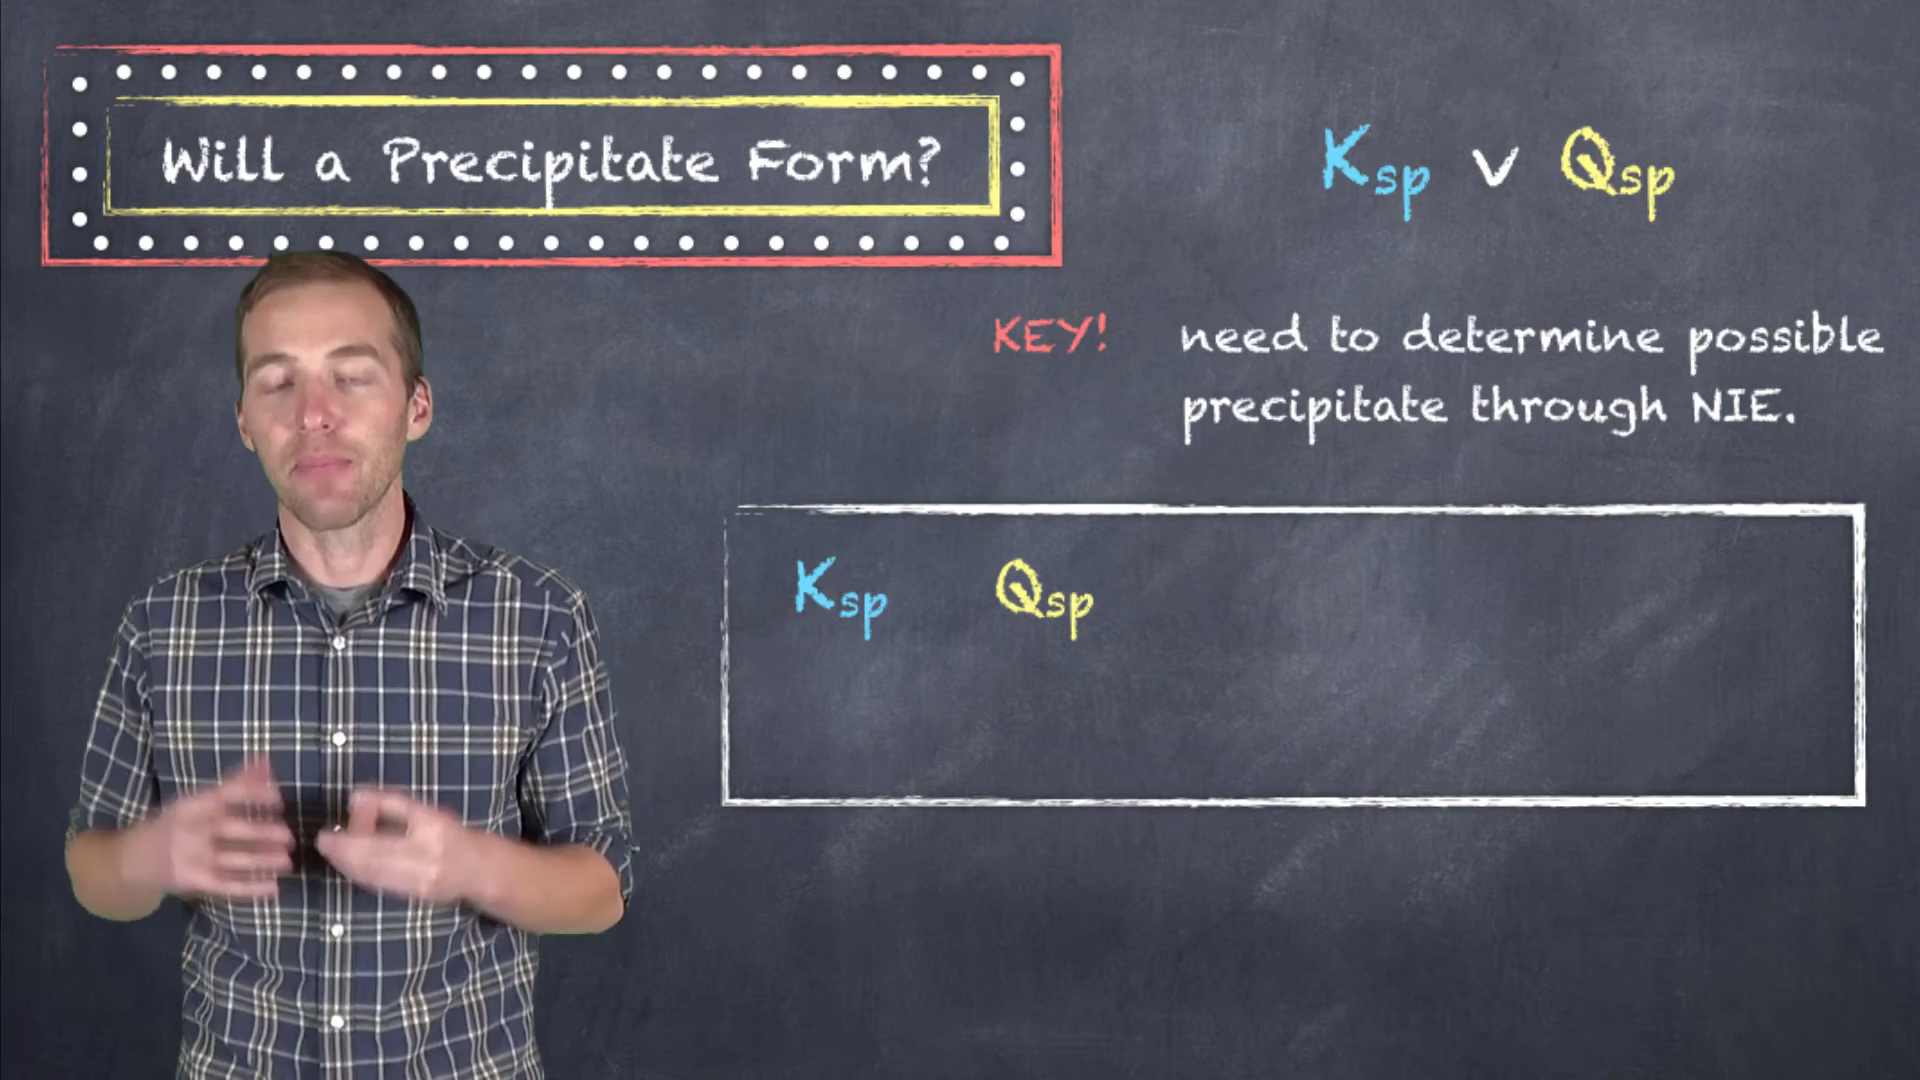 Will a Precipitate Form?
Ksp v Qsp
KEY! need to determine possible
precipitate through NIE.
Ksp Qsp